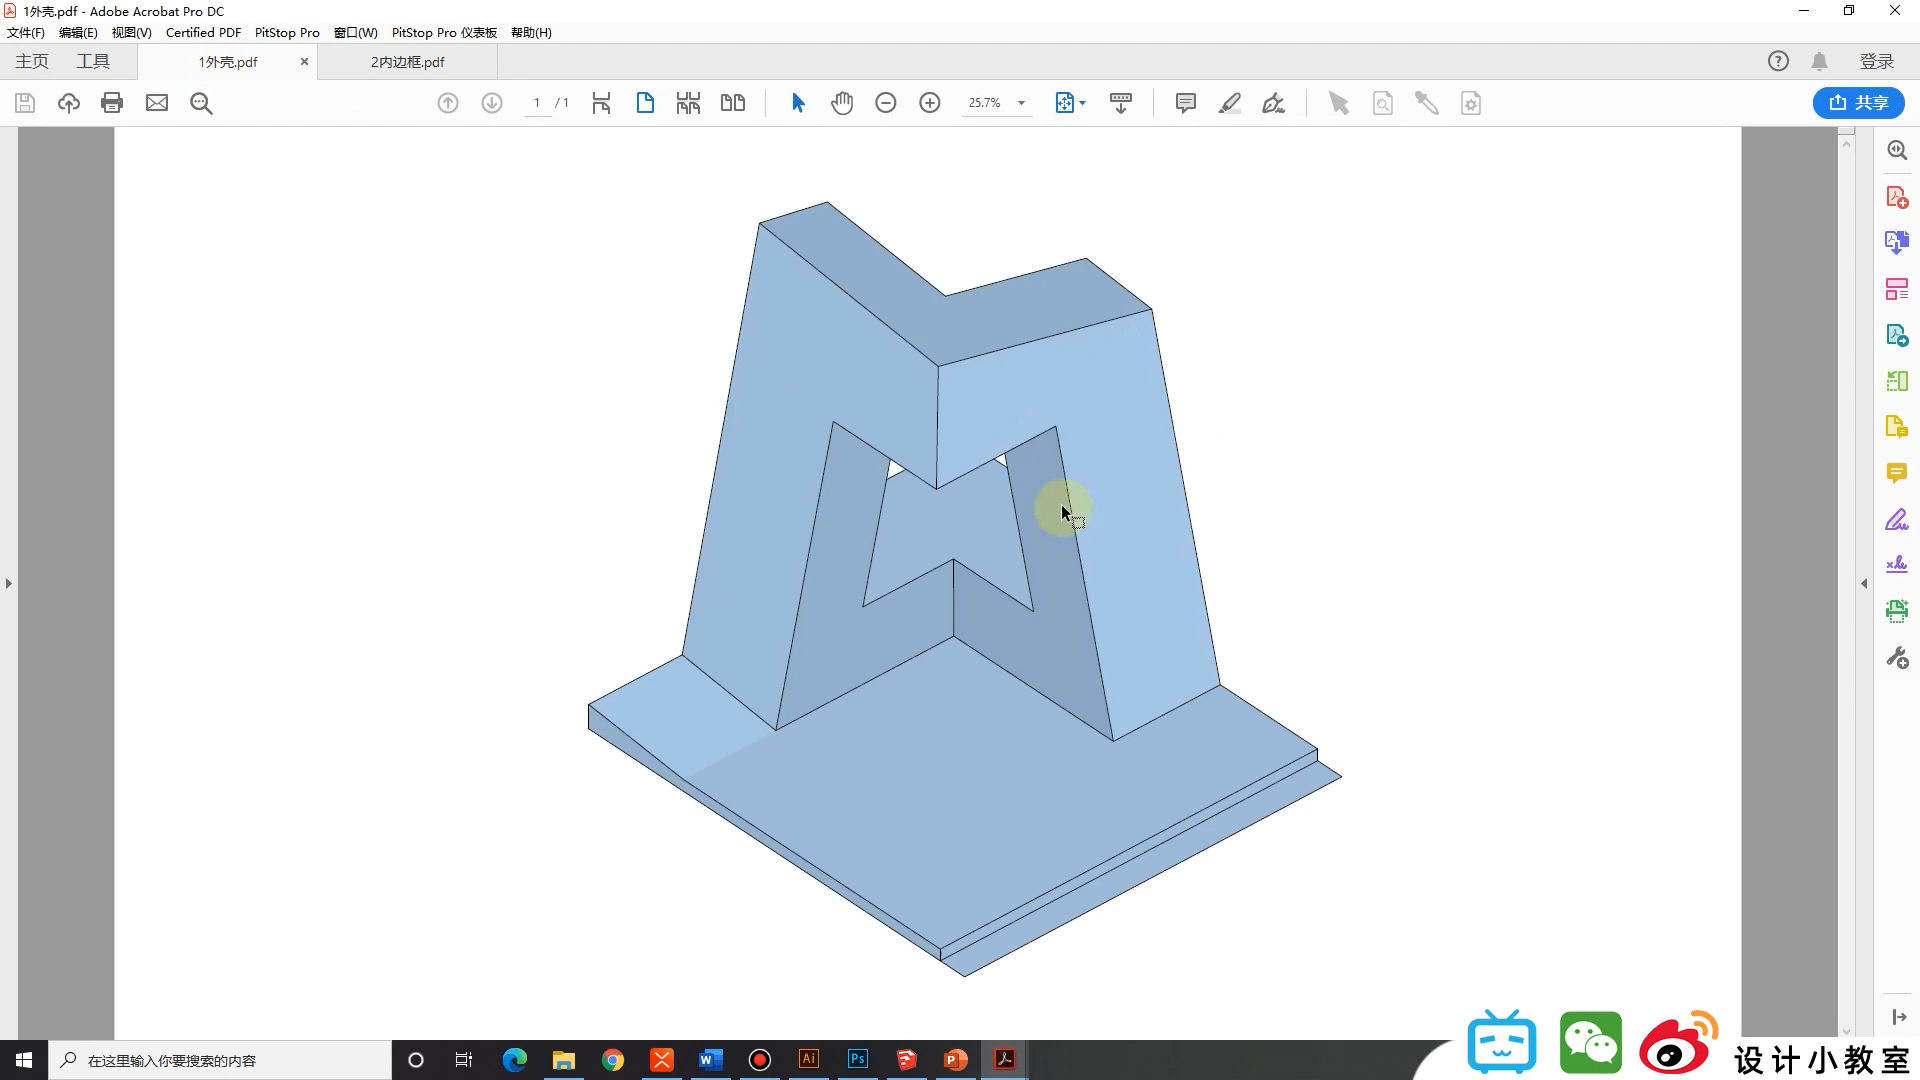 1外壳.pdf - Adobe Acrobat Pro DC
文件(F) 编辑(E) 视图(V) Certified PDF PitStop Pro 窗口(W) PitStop Pro 仪表板 帮助(H)
主页 工具 1外壳.pdf × 2内边框.pdf 登录
1 / 1 25.7% 共享
在这里输入你要搜索的内容
W Ai Ps P
设计小教室